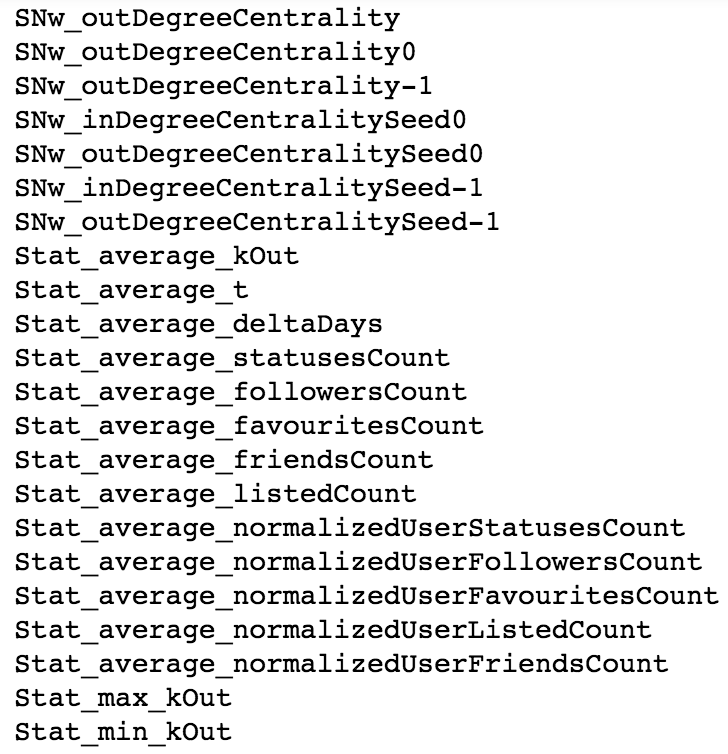 SNw_outDegreeCentrality
SNw_outDegreeCentrality0
SNw_outDegreeCentrality-1
SNw_inDegreeCentralitySeed0
SNw_outDegreeCentralitySeed0
SNw_inDegreeCentralitySeed-1
SNw_outDegreeCentralitySeed-1
Stat_average_kOut
Stat_average_t
Stat_average_deltaDays
Stat_average_statusesCount
Stat_average_followersCount
Stat_average_favouritesCount
Stat_average_friendsCount
Stat_average_listedCount
Stat_average_normalizedUserStatusesCount
Stat_average_normalizedUserFollowersCount
Stat_average_normalizedUserFavouritesCount
Stat_average_normalizedUserListedCount
Stat_average_normalizedUserFriendsCount
Stat_max_kOut
Stat_min_kOut